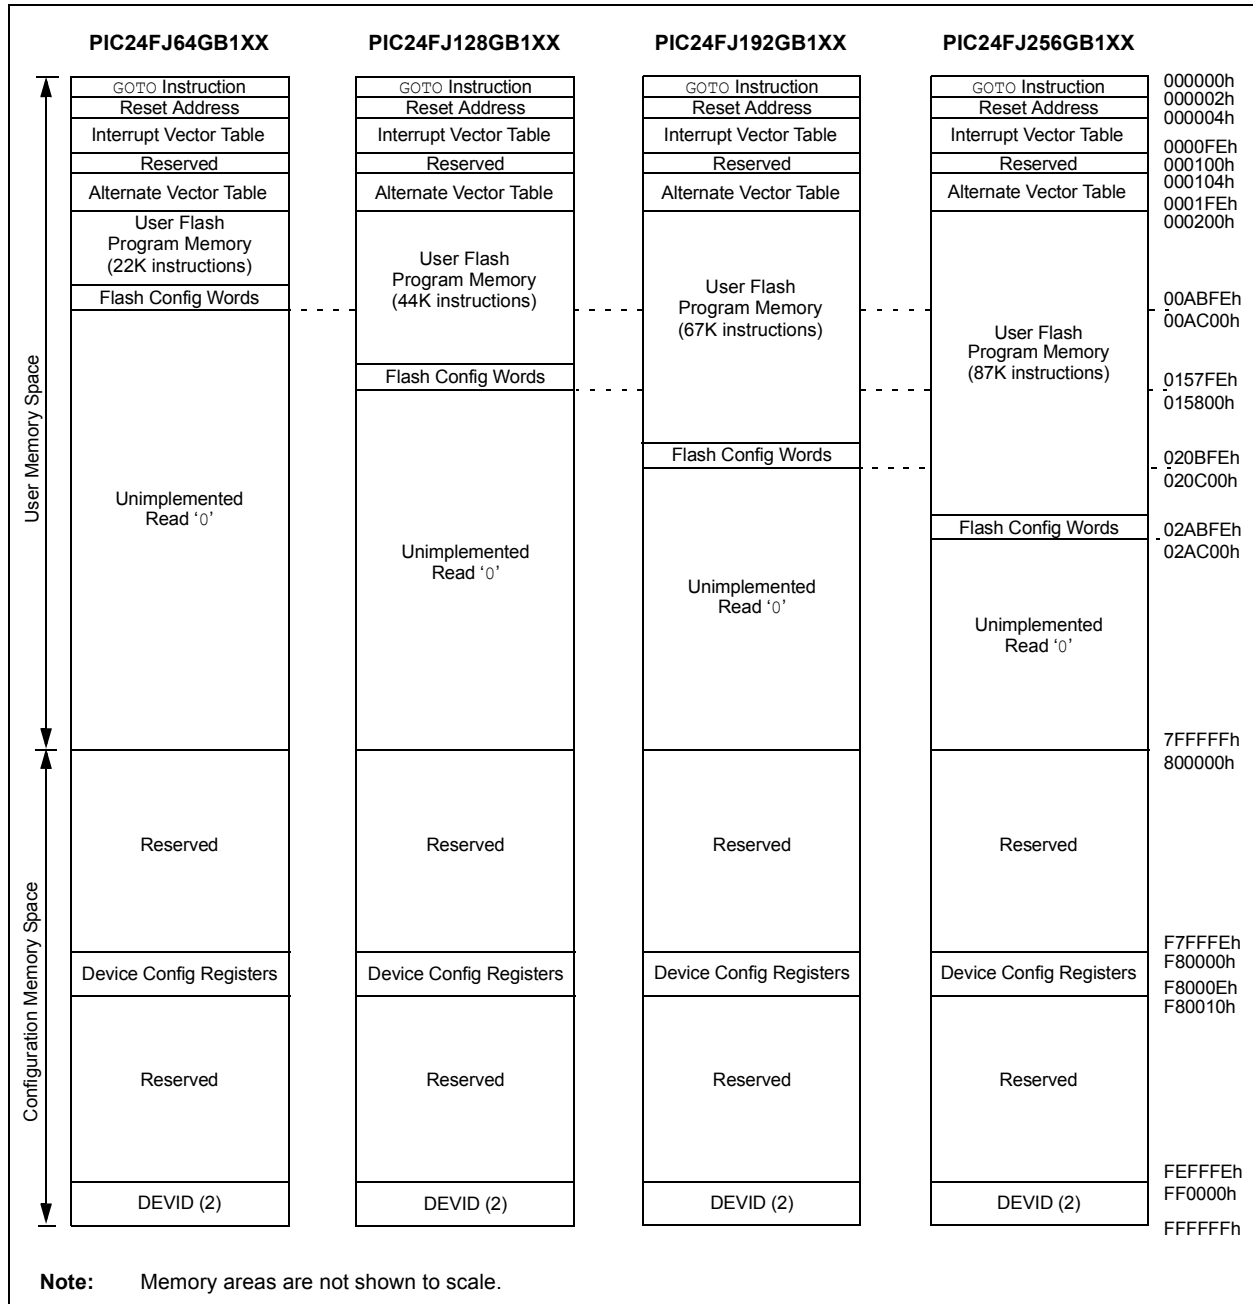 PIC24FJ64GB1XX PIC24FJ128GB1XX PIC24FJ192GB1XX PIC24FJ256GB1XX
User Memory Space
Configuration Memory Space
GOTO Instruction
Reset Address
Interrupt Vector Table
Reserved
Alternate Vector Table
User Flash
Program Memory
(22K instructions)
Flash Config Words
Unimplemented
Read ‘0’
Reserved
Device Config Registers
Reserved
DEVID (2)
GOTO Instruction
Reset Address
Interrupt Vector Table
Reserved
Alternate Vector Table
User Flash
Program Memory
(44K instructions)
Flash Config Words
Unimplemented
Read ‘0’
Reserved
Device Config Registers
Reserved
DEVID (2)
GOTO Instruction
Reset Address
Interrupt Vector Table
Reserved
Alternate Vector Table
User Flash
Program Memory
(67K instructions)
Flash Config Words
Unimplemented
Read ‘0’
Reserved
Device Config Registers
Reserved
DEVID (2)
GOTO Instruction
Reset Address
Interrupt Vector Table
Reserved
Alternate Vector Table
User Flash
Program Memory
(87K instructions)
Flash Config Words
Unimplemented
Read ‘0’
Reserved
Device Config Registers
Reserved
DEVID (2)
000000h
000002h
000004h
0000FEh
000100h
000104h
0001FEh
000200h
00ABFEh
00AC00h
0157FEh
015800h
020BFEh
020C00h
02ABFEh
02AC00h
7FFFFFh
800000h
F7FFFEh
F80000h
F8000Eh
F80010h
FEFFFEh
FF0000h
FFFFFFh
Note: Memory areas are not shown to scale.